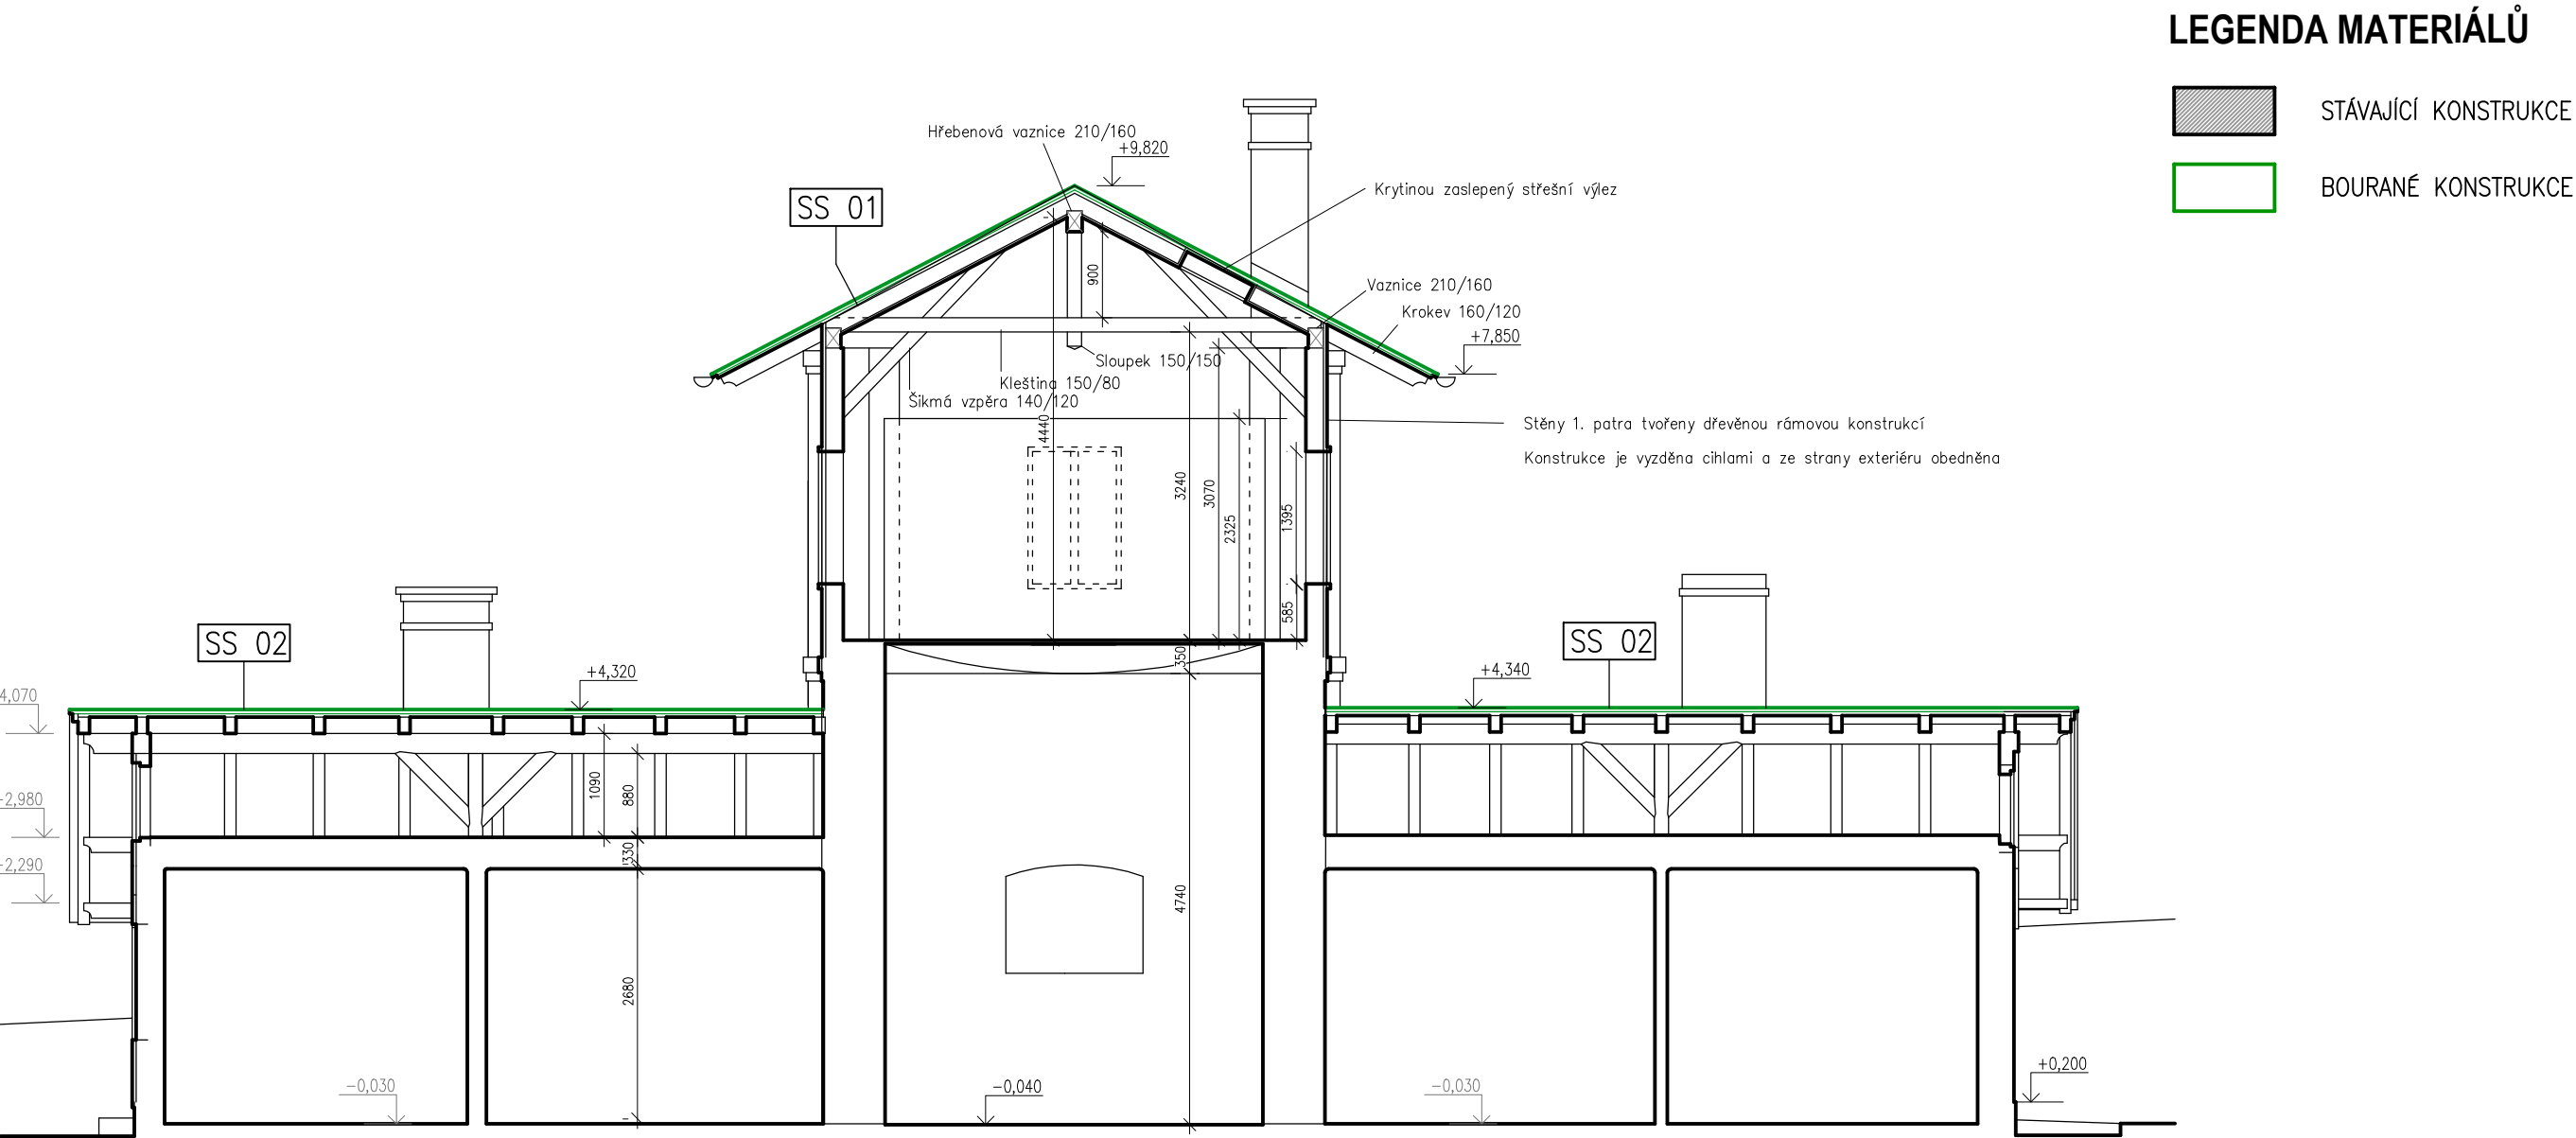 LEGENDA MATERIÁLŮ
STÁVAJÍCÍ KONSTRUKCE
BOURANÉ KONSTRUKCE
Hřebenová vaznice 210/160
+9,820
SS 01
Krytinou zaslepený střešní výlez
900
Vaznice 210/160
Krokev 160/120
+7,850
Sloupek 150/150
Kleština 150/80
Šikmá vzpěra 140/120
4440
3240
3070
2325
1395
585
Stěny 1. patra tvořeny dřevěnou rámovou konstrukcí
Konstrukce je vyzděna cihlami a ze strany exteriéru obedněna
SS 02
SS 02
350
+4,320
+4,340
4,070
1090
880
2,980
330
2,290
4740
2680
-0,030
-0,040
-0,030
+0,200